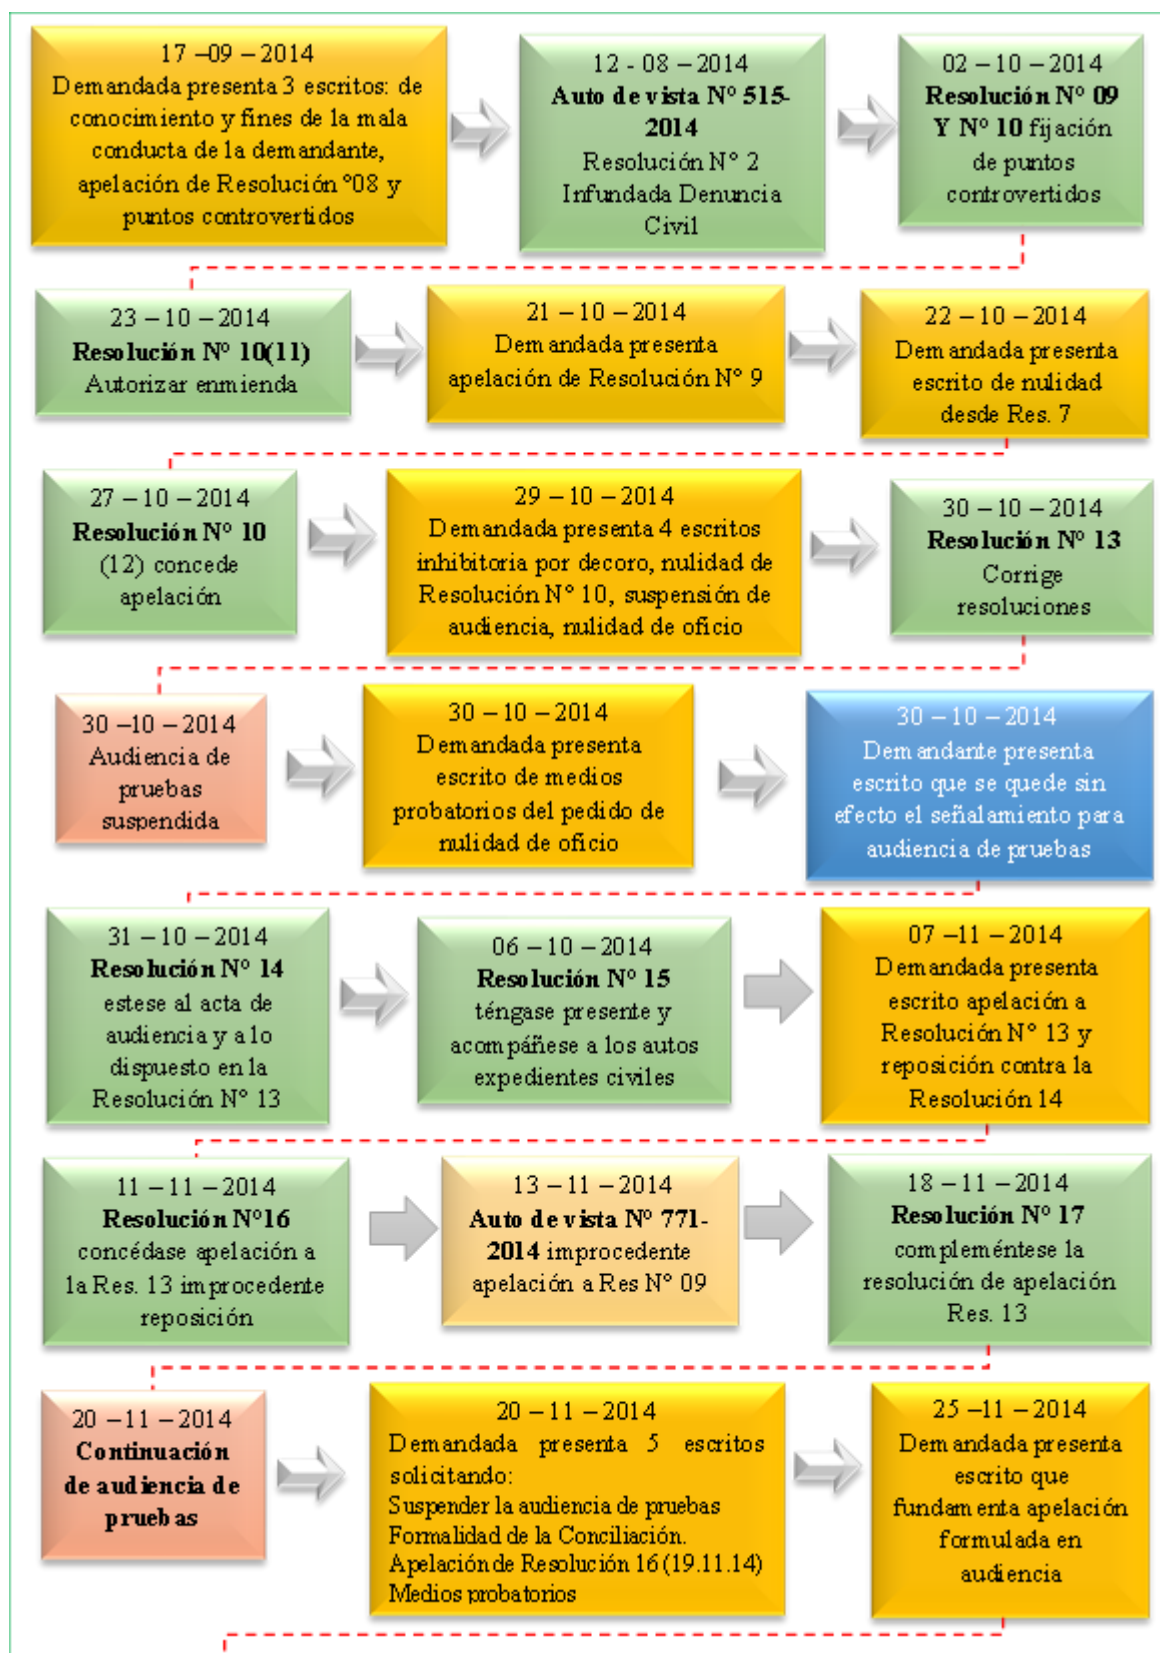 17 –09 – 2014
Demandada presenta 3 escritos: de
conocimiento y fines de la mala
conducta de la demandante,
apelación de Resolución °08 y
puntos controvertidos
12 - 08 – 2014
Auto de vista N° 515-
2014
Resolución N° 2
Infundada Denuncia
Civil
02 – 10 – 2014
Resolución N° 09
Y N° 10 fijación
de puntos
controvertidos
23 – 10 – 2014
Resolución N° 10(11)
Autorizar enmienda
21 – 10 – 2014
Demandada presenta
apelación de Resolución N° 9
22 – 10 – 2014
Demandada presenta
escrito de nulidad
desde Res. 7
27 – 10 – 2014
Resolución N° 10
(12) concede
apelación
29 – 10 – 2014
Demandada presenta 4 escritos
inhibitoria por decoro, nulidad de
Resolución N° 10, suspensión de
audiencia, nulidad de oficio
30 – 10 – 2014
Resolución N° 13
Corrige
resoluciones
30 –10 – 2014
Audiencia de
pruebas
suspendida
30 – 10 – 2014
Demandada presenta
escrito de medios
probatorios del pedido de
nulidad de oficio
30 – 10 – 2014
Demandante presenta
escrito que se quede sin
efecto el señalamiento para
audiencia de pruebas
31 – 10 – 2014
Resolución N° 14
estese al acta de
audiencia y a lo
dispuesto en la
Resolución N° 13
06 – 10 – 2014
Resolución N° 15
téngase presente y
acompáñese a los autos
expedientes civiles
07 –11 – 2014
Demandada presenta
escrito apelación a
Resolución N° 13 y
reposición contra la
Resolución 14
11 – 11 – 2014
Resolución N°16
concédase apelación a
la Res. 13 improcedente
reposición
13 – 11 – 2014
Auto de vista N° 771-
2014 improcedente
apelación a Res N° 09
18 – 11 – 2014
Resolución N° 17
compleméntese la
resolución de apelación
Res. 13
20 –11 – 2014
Continuación
de audiencia de
pruebas
20 – 11 – 2014
Demandada presenta 5 escritos
solicitando:
Suspender la audiencia de pruebas
Formalidad de la Conciliación.
Apelación de Resolución 16 (19.11.14)
Medios probatorios
25 –11 – 2014
Demandada presenta
escrito que
fundamenta apelación
formulada en
audiencia